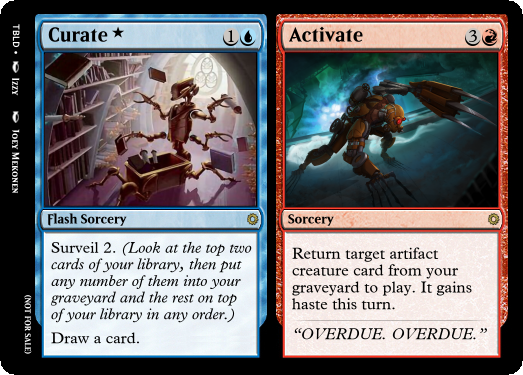 Curate ★
1
Flash Sorcery
Surveil 2. (Look at the top two
cards of your library, then put
any number of them into your
graveyard and the rest on top
of your library in any order.)
Draw a card.
Activate
3
Sorcery
Return target artifact
creature card from your
graveyard to play. It gains
haste this turn.
“OVERDUE. OVERDUE.”
TBLD • Izzy Joey Mekonen
(NOT FOR SALE)